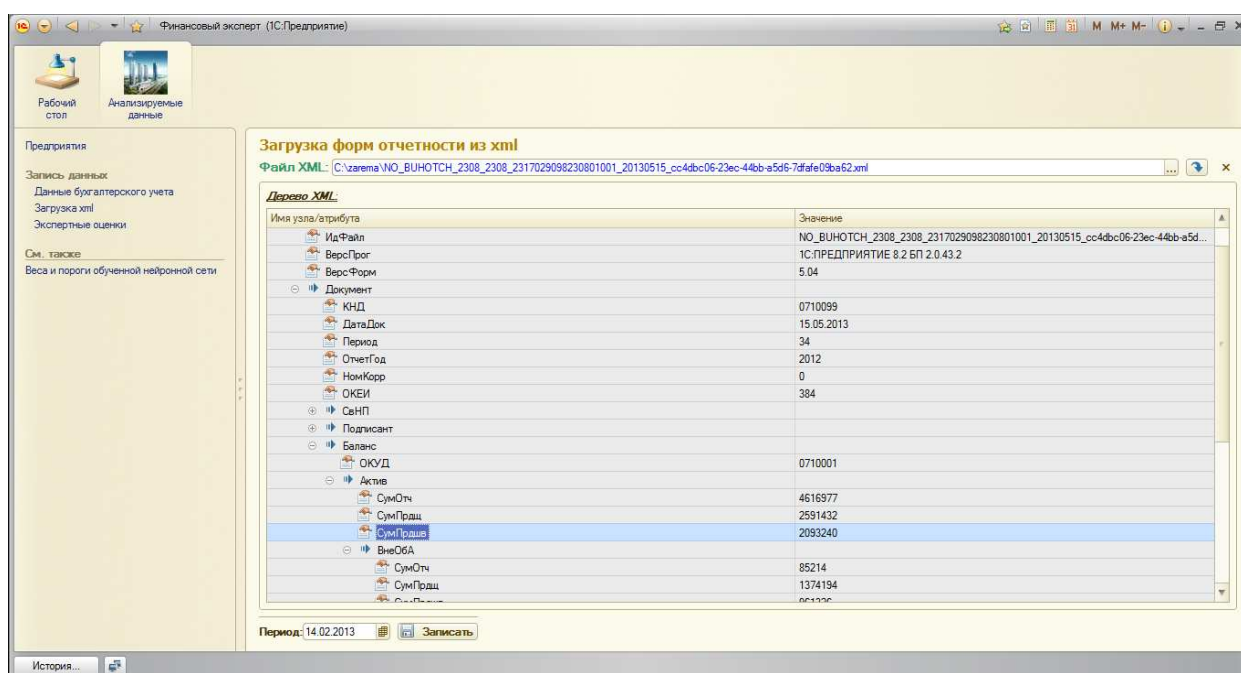 Финансовый эксперт (1С:Предприятие)
M M+ M-
Рабочий стол
Анализируемые данные
Предприятия
Запись данных
Данные бухгалтерского учета
Загрузка xml
Экспертные оценки
См. также
Веса и пороги обученной нейронной сети
Загрузка форм отчетности из xml
Файл XML: C:\zarema\NO_BUHOTCH_2308_2308_2317029098230801001_20130515_cc4dbc06-23ec-44bb-a5d6-7dfafe09ba62.xml ...
Дерево XML:
Имя узла/атрибута Значение
ИдФайл NO_BUHOTCH_2308_2308_2317029098230801001_20130515_cc4dbc06-23ec-44bb-a5d...
ВерсПрог 1С:ПРЕДПРИЯТИЕ 8.2 БП 2.0.43.2
ВерсФорм 5.04
Документ
КНД 0710099
ДатаДок 15.05.2013
Период 34
ОтчетГод 2012
НомКорр 0
ОКЕИ 384
СвНП
Подписант
Баланс
ОКУД 0710001
Актив
СумОтч 4616977
СумПрдщ 2591432
СумПрдшв 2093240
ВнеОбА
СумОтч 85214
СумПрдщ 1374194
Период: 14.02.2013 Записать
История...